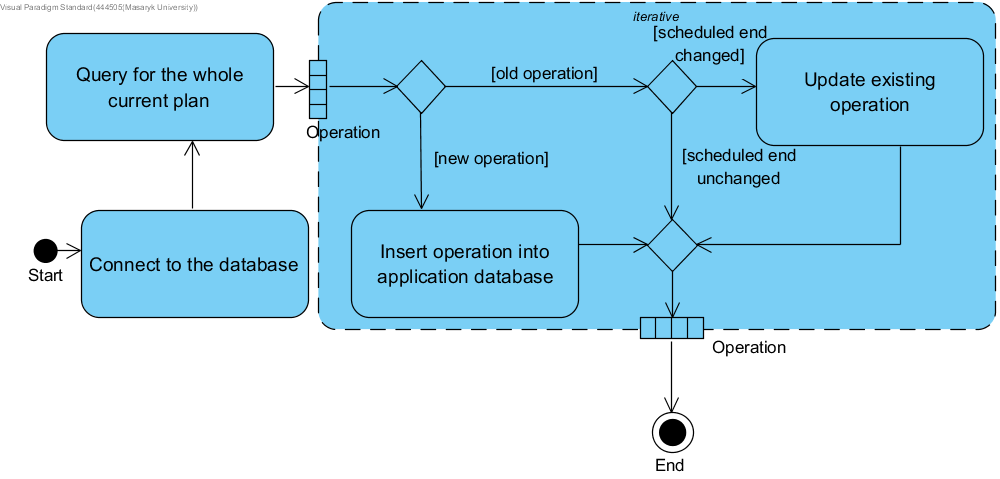 Visual Paradigm Standard(444505(Masaryk University))
iterative
[scheduled end
changed]
Query for the whole
current plan
[old operation]
Update existing
operation
Operation
[new operation]
[scheduled end
unchanged
Connect to the database
Insert operation into
application database
Start
Operation
End